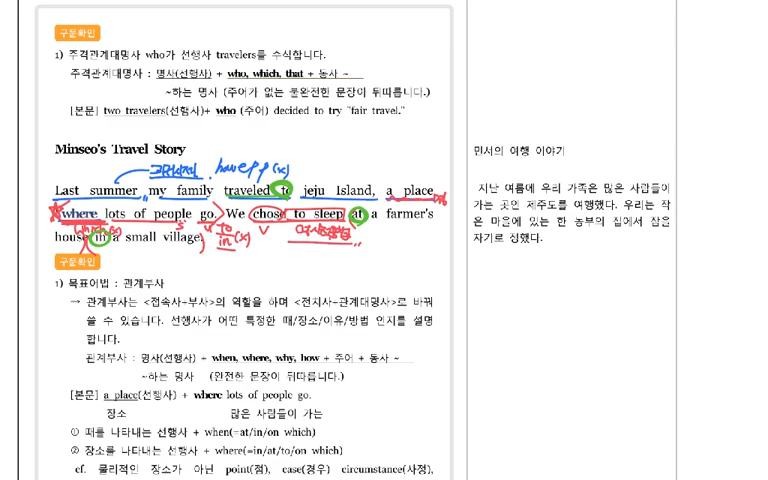 구문확인
1) 주격관계대명사 who가 선행사 travelers를 수식합니다.
주격관계대명사 : 명사(선행사) + who, which, that + 동사 ~
~하는 명사 (주어가 없는 불완전한 문장이 뒤따릅니다.)
[본문] two travelers(선행사)+ who (주어) decided to try "fair travel."
Minseo's Travel Story
have p.p (x)
Last summer, my family traveled to jeju Island, a place
where lots of people go. We chose to sleep at a farmer's
s v to
in (x) V
house in a small village.
민서의 여행 이야기
지난 여름에 우리 가족은 많은 사람들이
가는 곳인 제주도를 여행했다. 우리는 작
은 마을에 있는 한 농부의 집에서 잠을
자기로 정했다.
구문확인
1) 목표이법 : 관계부사
→ 관계부사는 <접속사+부사>의 역할을 하며 <전치사+관계대명사>로 바꿔
쓸 수 있습니다. 선행사가 어떤 특정한 때/장소/이유/방법 인지를 설명
합니다.
관계부사 : 명사(선행사) + when, where, why, how + 주어 + 동사 ~
~하는 명사 (완전한 문장이 뒤따릅니다.)
[본문] a place(선행사) + where lots of people go.
장소 많은 사람들이 가는
① 때를 나타내는 선행사 + when(=at/in/on which)
② 장소를 나타내는 선행사 + where(=in/at/to/on which)
cf. 물리적인 장소가 아닌 point(점), case(경우) circumstance(사정),